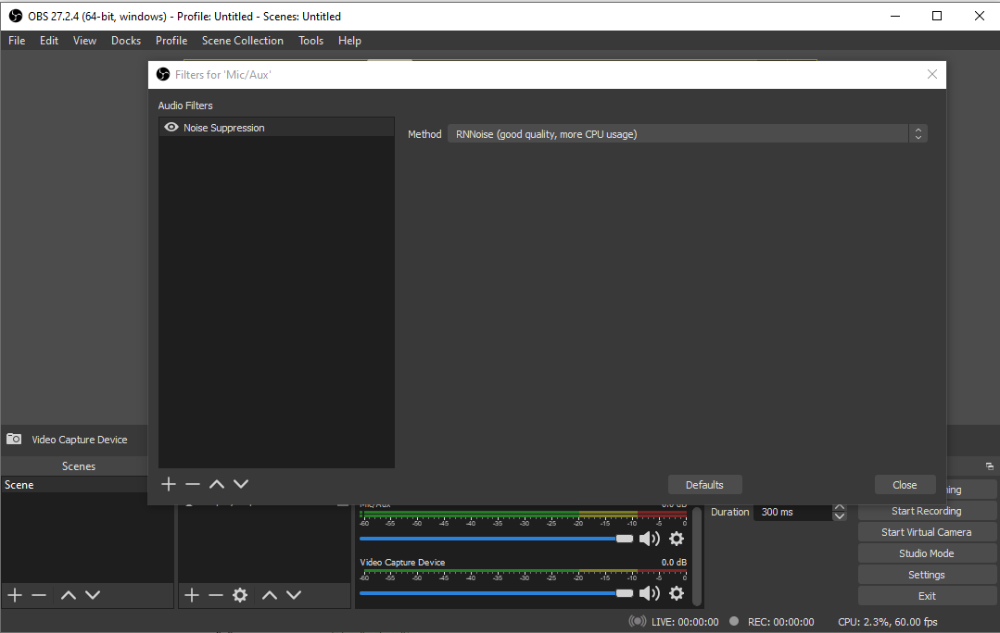 OBS 27.2.4 (64-bit, windows) - Profile: Untitled - Scenes: Untitled
File Edit View Docks Profile Scene Collection Tools Help
Filters for 'Mic/Aux'
Audio Filters
Noise Suppression
Method RNNoise (good quality, more CPU usage)
Defaults Close
Video Capture Device
Scenes
Scene
Mic/Aux 0.0 dB
-60 -55 -50 -45 -40 -35 -30 -25 -20 -15 -10 -5 0
Video Capture Device 0.0 dB
-60 -55 -50 -45 -40 -35 -30 -25 -20 -15 -10 -5 0
Duration 300 ms
ning
Start Recording
Start Virtual Camera
Studio Mode
Settings
Exit
LIVE: 00:00:00 REC: 00:00:00 CPU: 2.3%, 60.00 fps